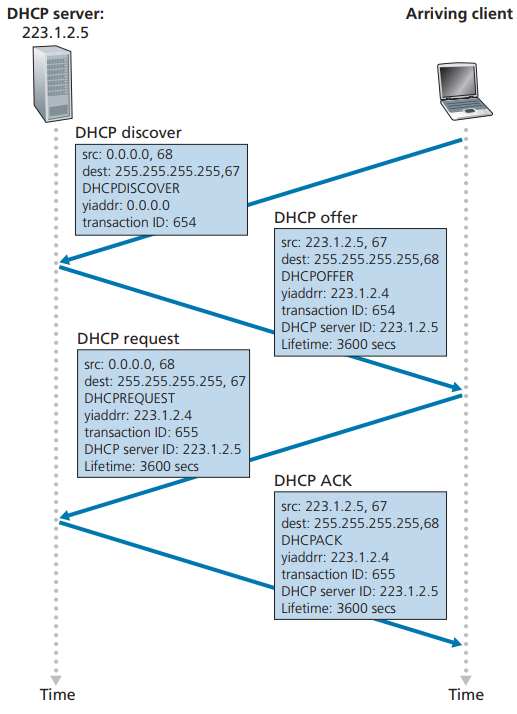 DHCP server:
223.1.2.5
Arriving client
DHCP discover
src: 0.0.0.0, 68
dest: 255.255.255.255,67
DHCPDISCOVER
yiaddr: 0.0.0.0
transaction ID: 654
DHCP offer
src: 223.1.2.5, 67
dest: 255.255.255.255,68
DHCPOFFER
yiaddrr: 223.1.2.4
transaction ID: 654
DHCP server ID: 223.1.2.5
Lifetime: 3600 secs
DHCP request
src: 0.0.0.0, 68
dest: 255.255.255.255, 67
DHCPREQUEST
yiaddrr: 223.1.2.4
transaction ID: 655
DHCP server ID: 223.1.2.5
Lifetime: 3600 secs
DHCP ACK
src: 223.1.2.5, 67
dest: 255.255.255.255,68
DHCPACK
yiaddrr: 223.1.2.4
transaction ID: 655
DHCP server ID: 223.1.2.5
Lifetime: 3600 secs
Time
Time